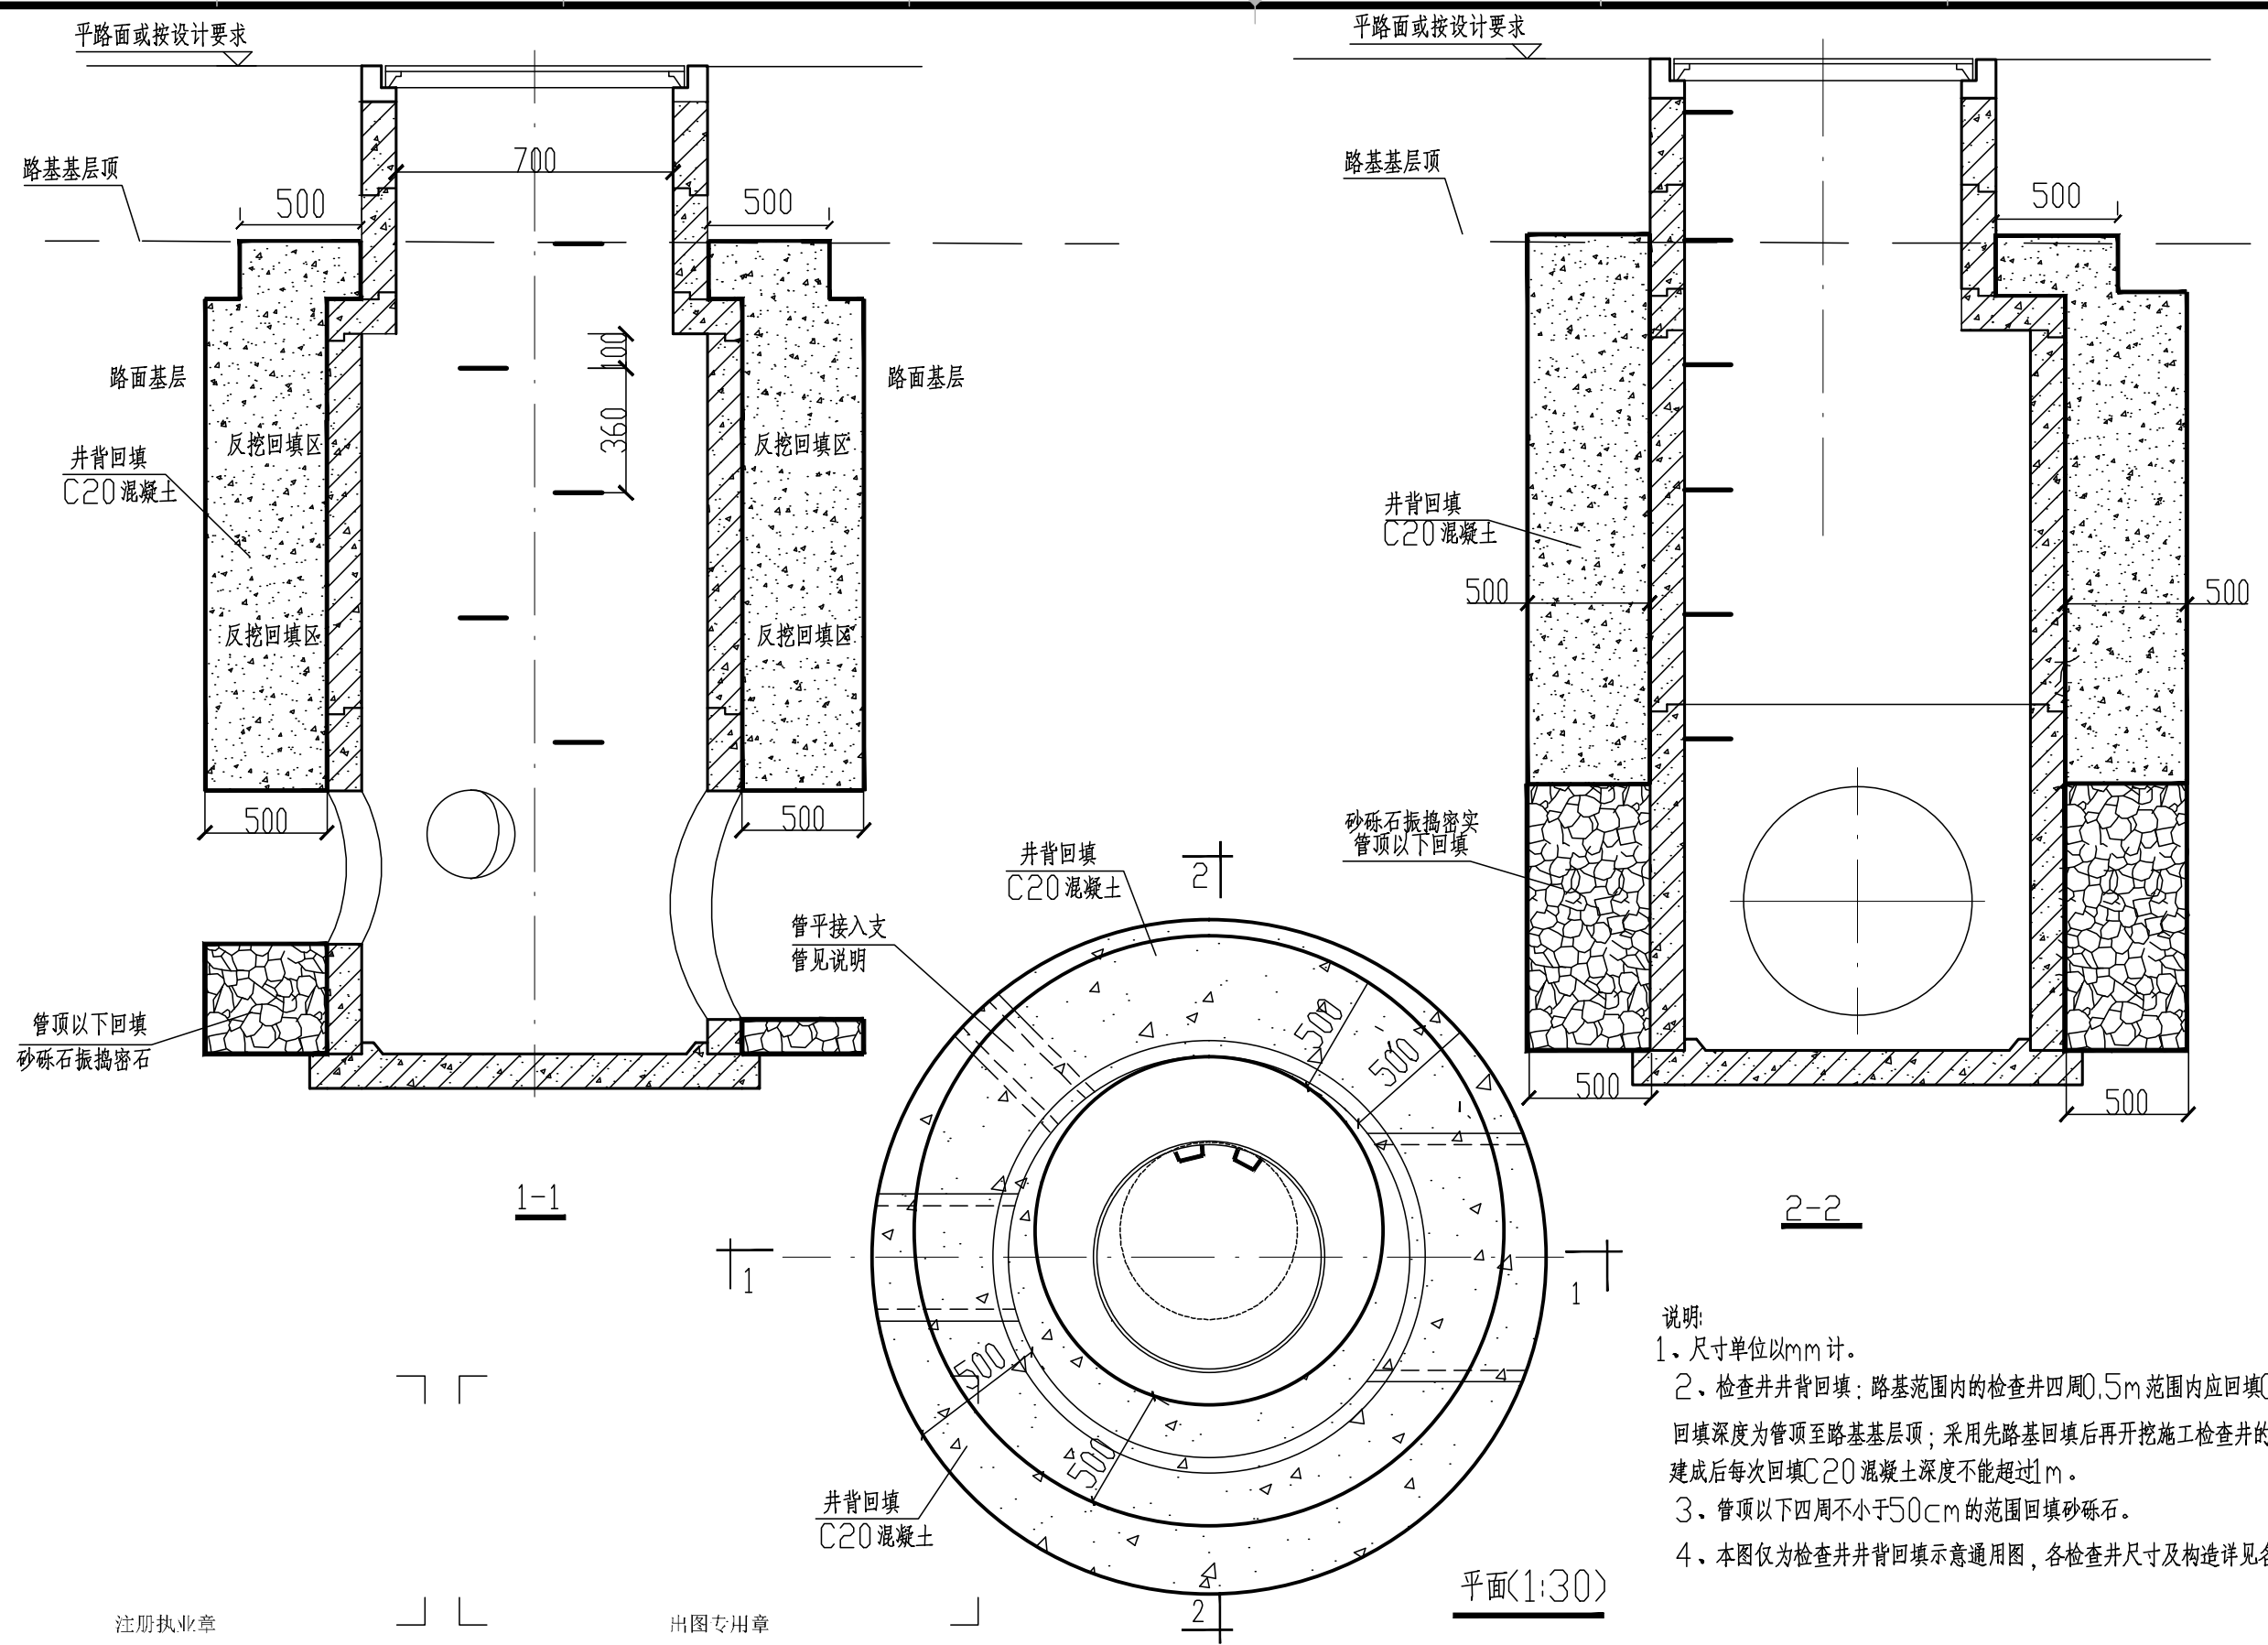 平路面或按设计要求
路基基层顶
500
700
500
路面基层
100
360
路面基层
反挖回填区
反挖回填区
井背回填
C20混凝土
反挖回填区
反挖回填区
500
500
管顶以下回填
砂砾石振捣密石
1-1
平路面或按设计要求
路基基层顶
500
井背回填
C20混凝土
500
500
砂砾石振捣密实
管顶以下回填
500
500
2-2
井背回填
C20混凝土
2
管平接入支
管见说明
500
500
1
1
500
500
井背回填
C20混凝土
2
平面(1:30)
说明:
1、尺寸单位以mm计。
2、检查井井背回填：路基范围内的检查井四周0.5m范围内应回填
回填深度为管顶至路基基层顶；采用先路基回填后再开挖施工检查井的
建成后每次回填C20混凝土深度不能超过1m。
3、管顶以下四周不小于50cm的范围回填砂砾石。
4、本图仅为检查井井背回填示意通用图，各检查井尺寸及构造详见
注册执业章
出图专用章